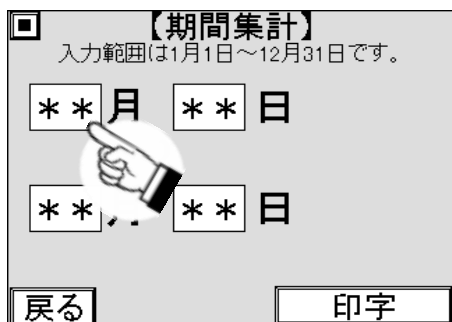 【期間集計】
入力範囲は1月1日～12月31日です。
＊＊月 ＊＊日
＊＊月 ＊＊日
戻る 印字